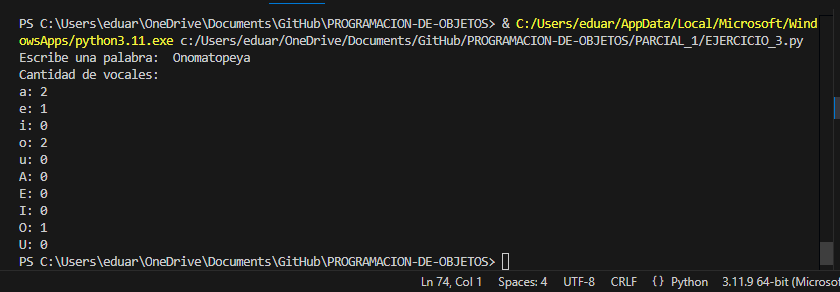 PS C:\Users\eduar\OneDrive\Documents\GitHub\PROGRAMACION-DE-OBJETOS> & C:/Users/eduar/AppData/Local/Microsoft/Wind
owsApps/python3.11.exe c:/Users/eduar/OneDrive/Documents/GitHub/PROGRAMACION-DE-OBJETOS/PARCIAL_1/EJERCICIO_3.py
Escribe una palabra:  Onomatopeya
Cantidad de vocales:
a: 2
e: 1
i: 0
o: 2
u: 0
A: 0
E: 0
I: 0
O: 1
U: 0
PS C:\Users\eduar\OneDrive\Documents\GitHub\PROGRAMACION-DE-OBJETOS>
Ln 74, Col 1 Spaces: 4 UTF-8 CRLF {} Python 3.11.9 64-bit (Microso